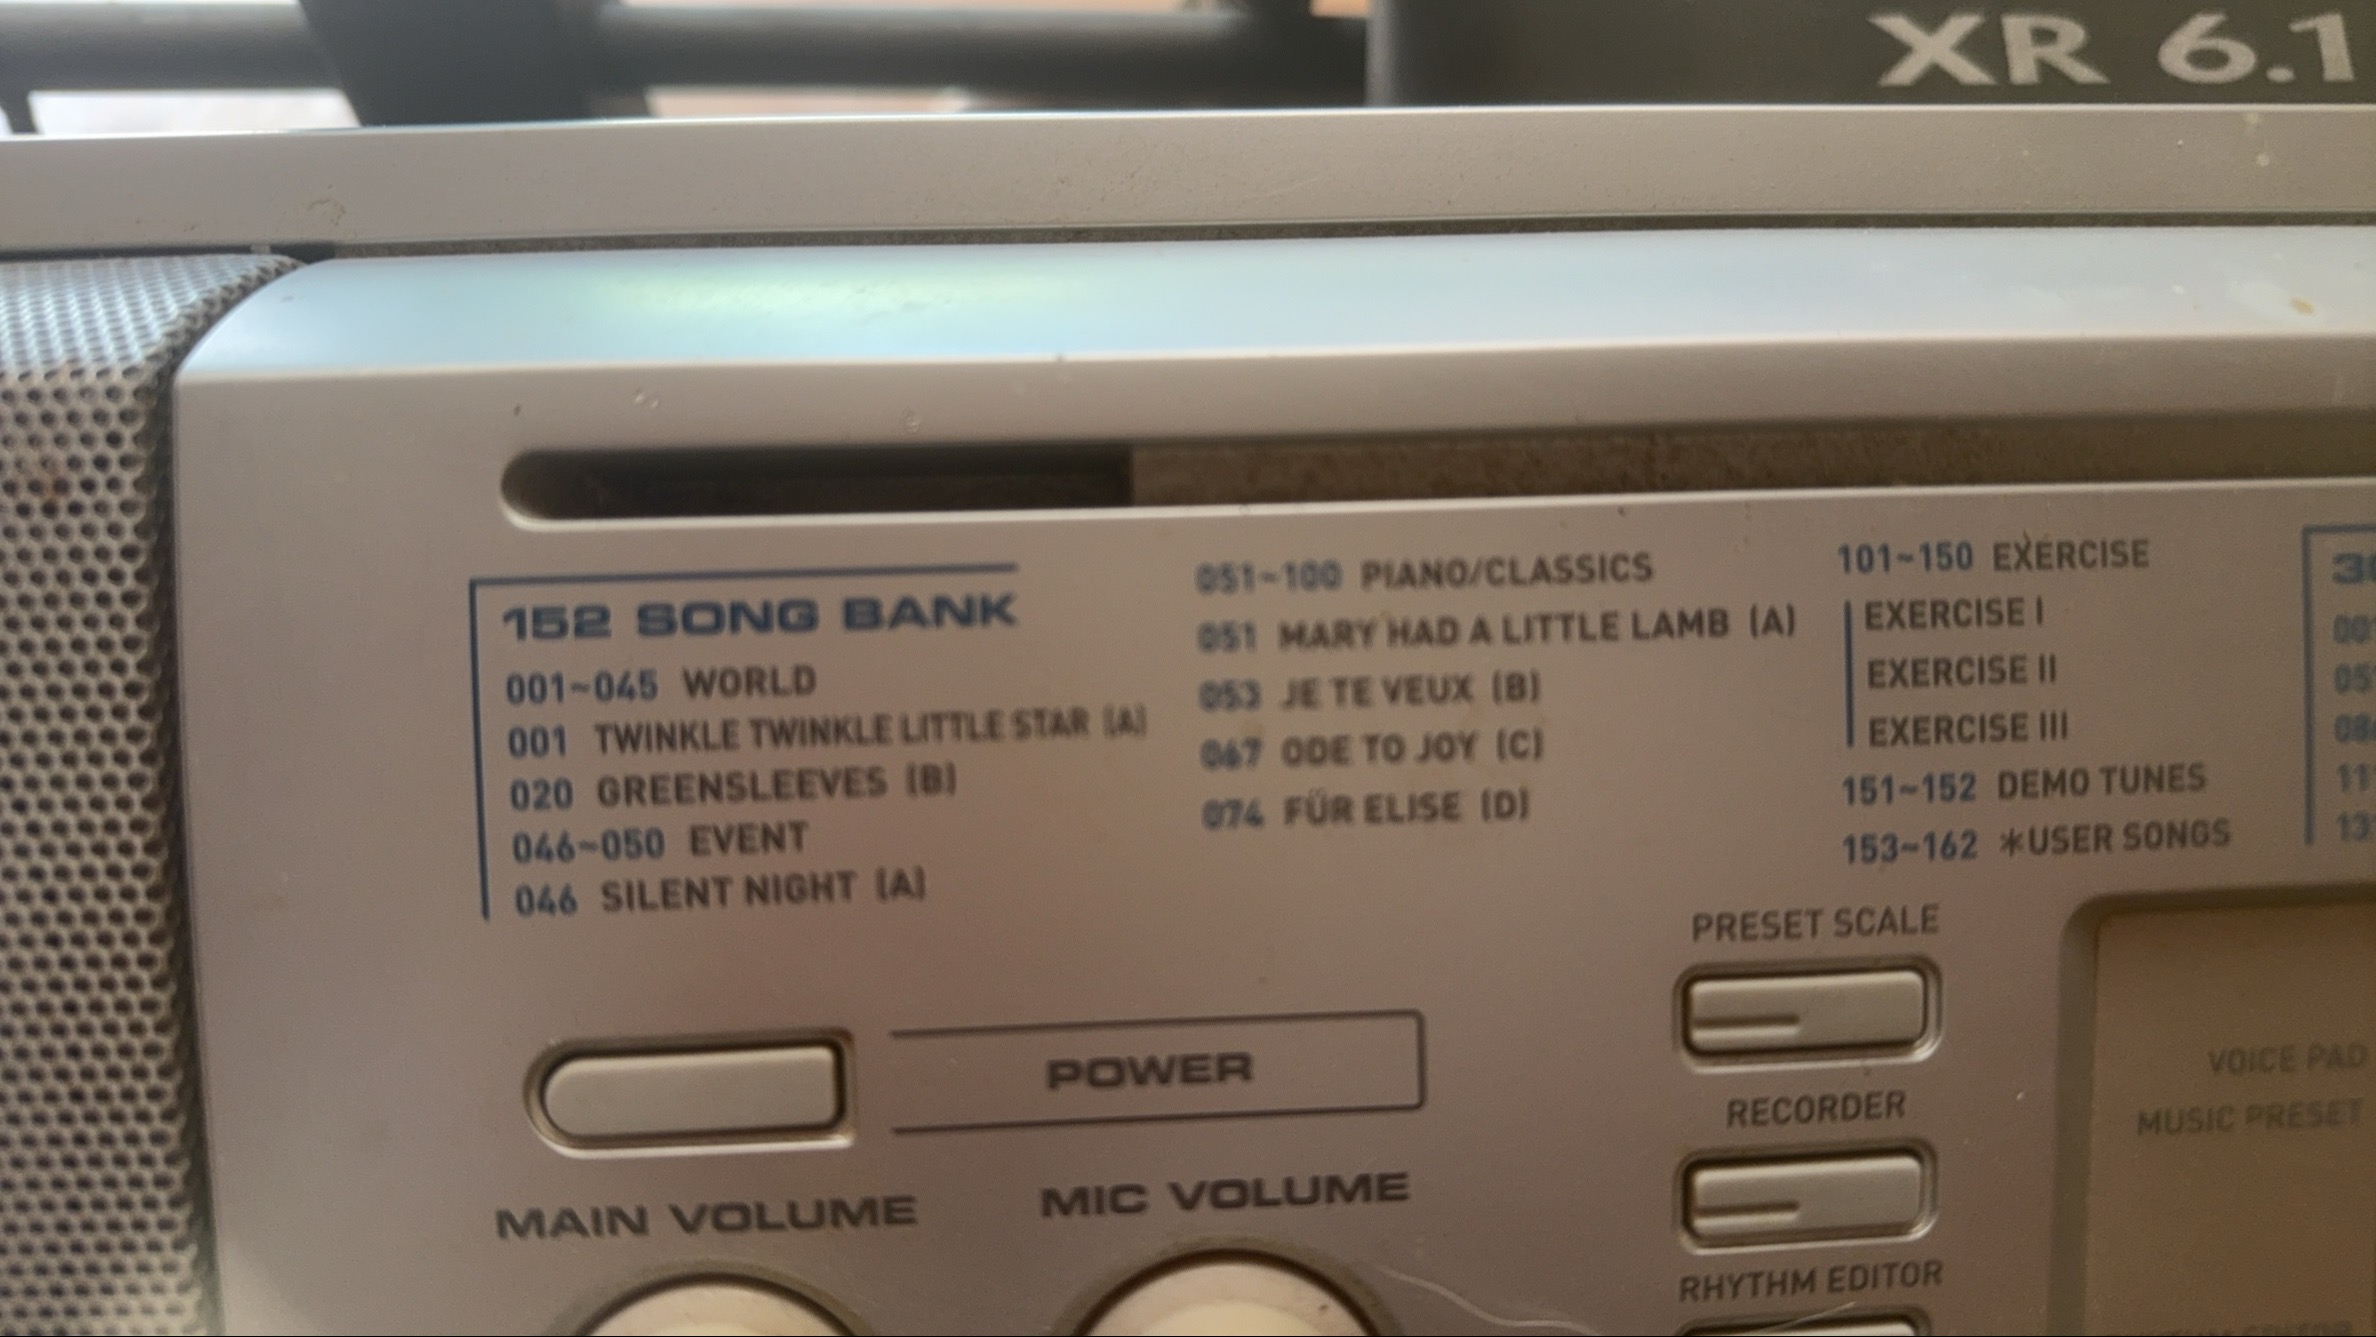 XR 6.1
152 SONG BANK
001~045 WORLD
001 TWINKLE TWINKLE LITTLE STAR (A)
020 GREENSLEEVES (B)
046~050 EVENT
046 SILENT NIGHT (A)
051~100 PIANO/CLASSICS
051 MARY HAD A LITTLE LAMB (A)
053 JE TE VEUX (B)
067 ODE TO JOY (C)
074 FÜR ELISE (D)
101~150 EXERCISE
EXERCISE I
EXERCISE II
EXERCISE III
151~152 DEMO TUNES
153~162 *USER SONGS
PRESET SCALE
POWER
RECORDER
MAIN VOLUME
MIC VOLUME
RHYTHM EDITOR
VOICE PAD
MUSIC PRESET